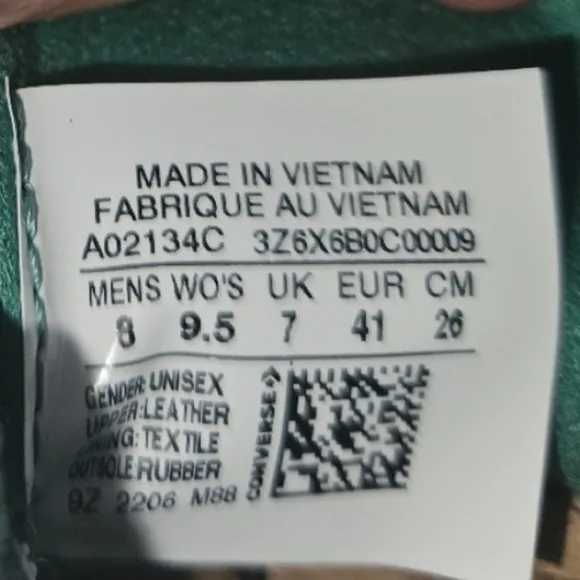 MADE IN VIETNAM
FABRIQUE AU VIETNAM
A02134C 3Z6X6B0C00009
MENS WO'S UK EUR CM
8 9.5 7 41 26
GENDER: UNISEX
UPPER:LEATHER
LINING: TEXTILE
OUTSOLE:RUBBER
9Z 2206 M88
CONVERSE